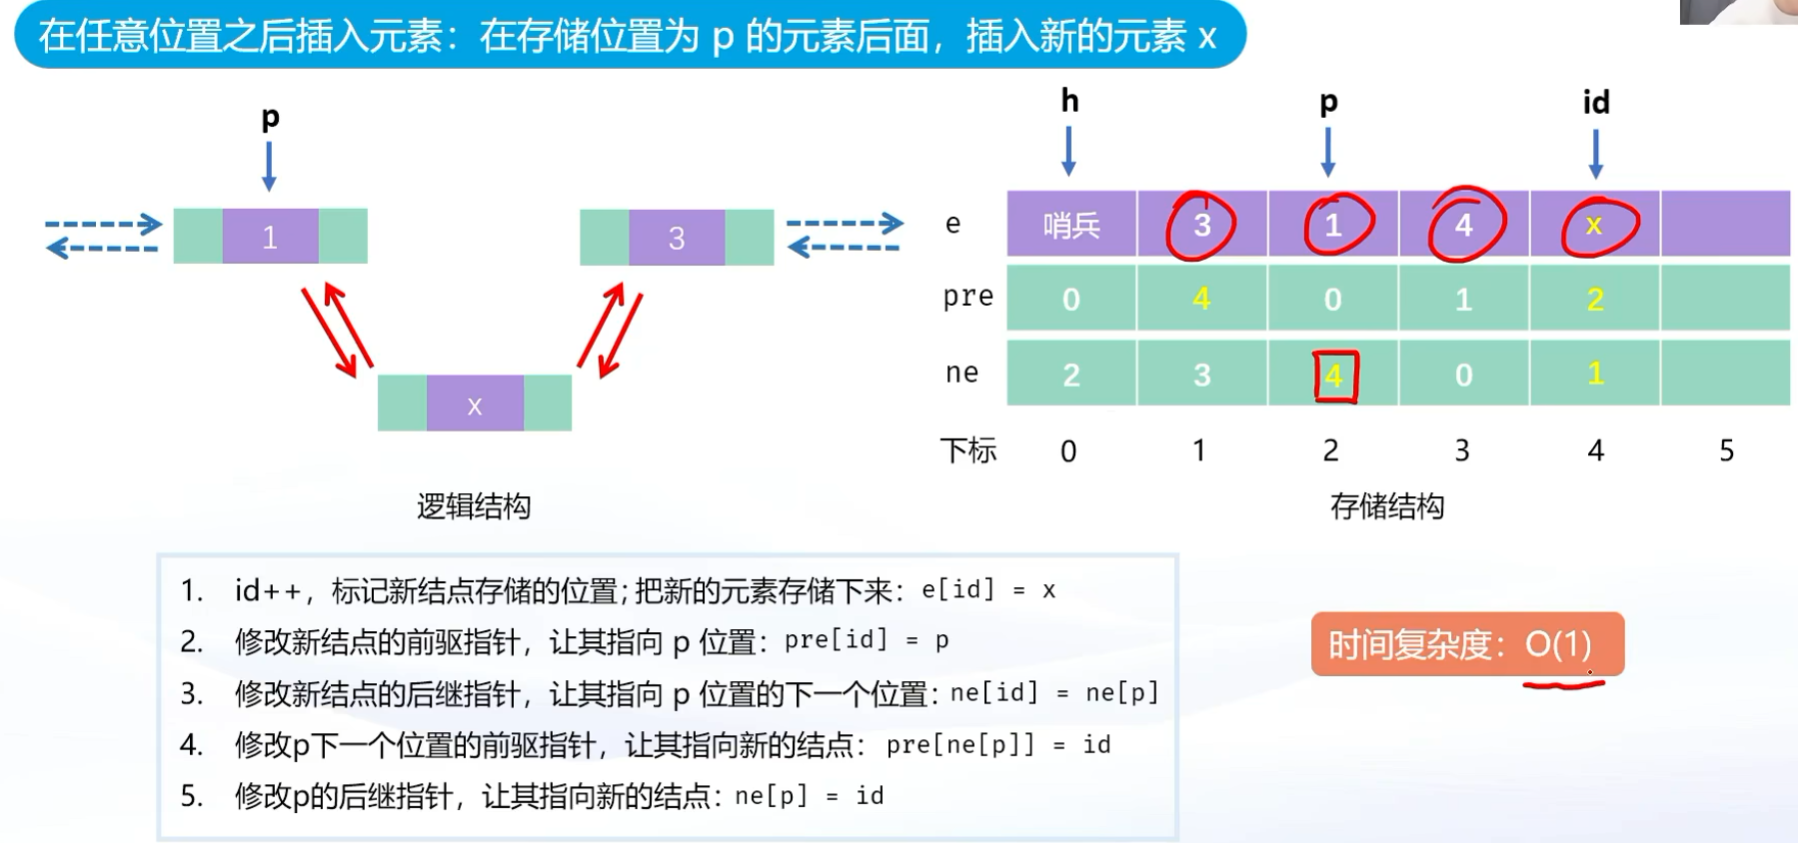 在任意位置之后插入元素：在存储位置为 p 的元素后面，插入新的元素 x
p
1
3
x
逻辑结构
h p id
e 哨兵 3 1 4 x
pre 0 4 0 1 2
ne 2 3 4 0 1
下标 0 1 2 3 4 5
存储结构
1. id++，标记新结点存储的位置；把新的元素存储下来：e[id] = x
2. 修改新结点的前驱指针，让其指向 p 位置：pre[id] = p
3. 修改新结点的后继指针，让其指向 p 位置的下一个位置：ne[id] = ne[p]
4. 修改p下一个位置的前驱指针，让其指向新的结点：pre[ne[p]] = id
5. 修改p的后继指针，让其指向新的结点：ne[p] = id
时间复杂度：O(1)